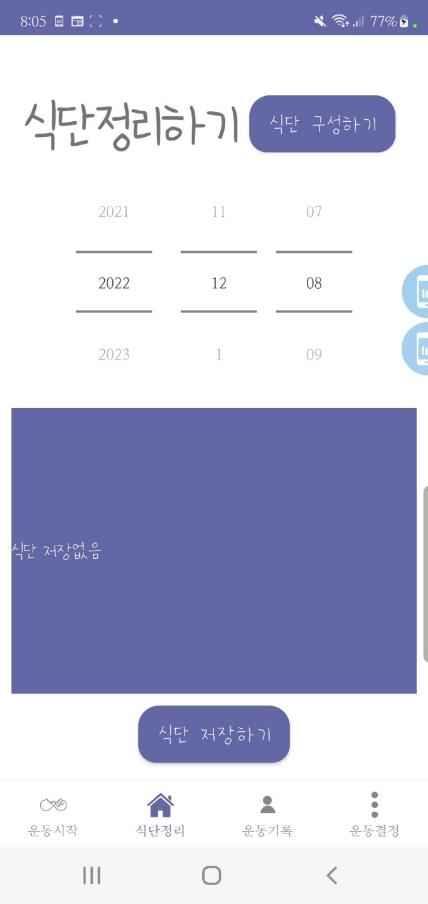 8:05 77%
식단정리하기 식단 구성하기
2021 11 07
2022 12 08
2023 1 09
식단 저장없음
식단 저장하기
운동시작 식단정리 운동기록 운동결정